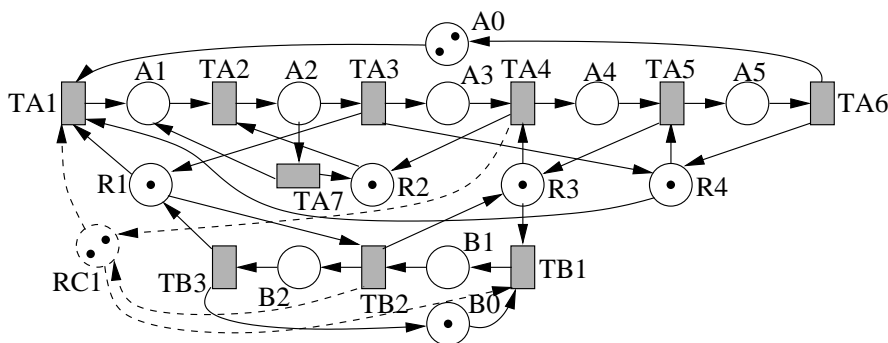 A0
A1 TA2 A2 TA3 A3 TA4 A4 TA5 A5
TA1 TA6
R1 TA7 R2 R3 R4
RC1 TB3 B2 TB2 B1 B0 TB1